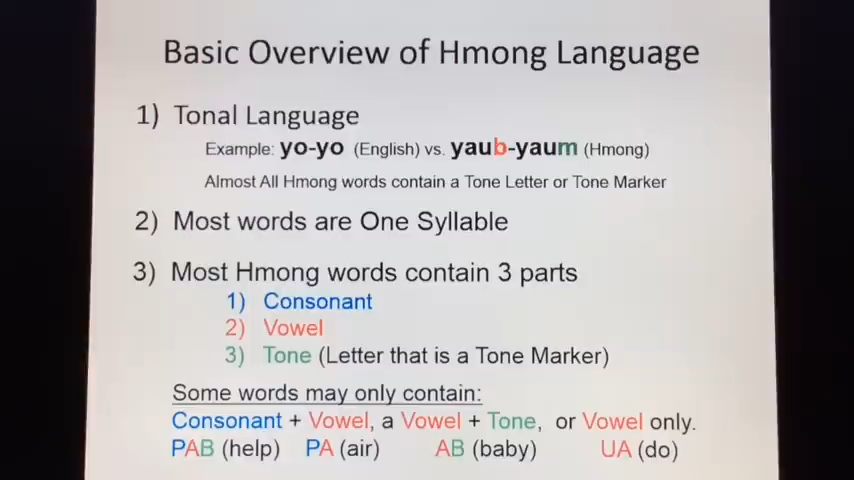 Basic Overview of Hmong Language
1) Tonal Language
Example: yo-yo (English) vs. yaub-yaum (Hmong)
Almost All Hmong words contain a Tone Letter or Tone Marker
2) Most words are One Syllable
3) Most Hmong words contain 3 parts
1) Consonant
2) Vowel
3) Tone (Letter that is a Tone Marker)
Some words may only contain:
Consonant + Vowel, a Vowel + Tone, or Vowel only.
PAB (help) PA (air) AB (baby) UA (do)